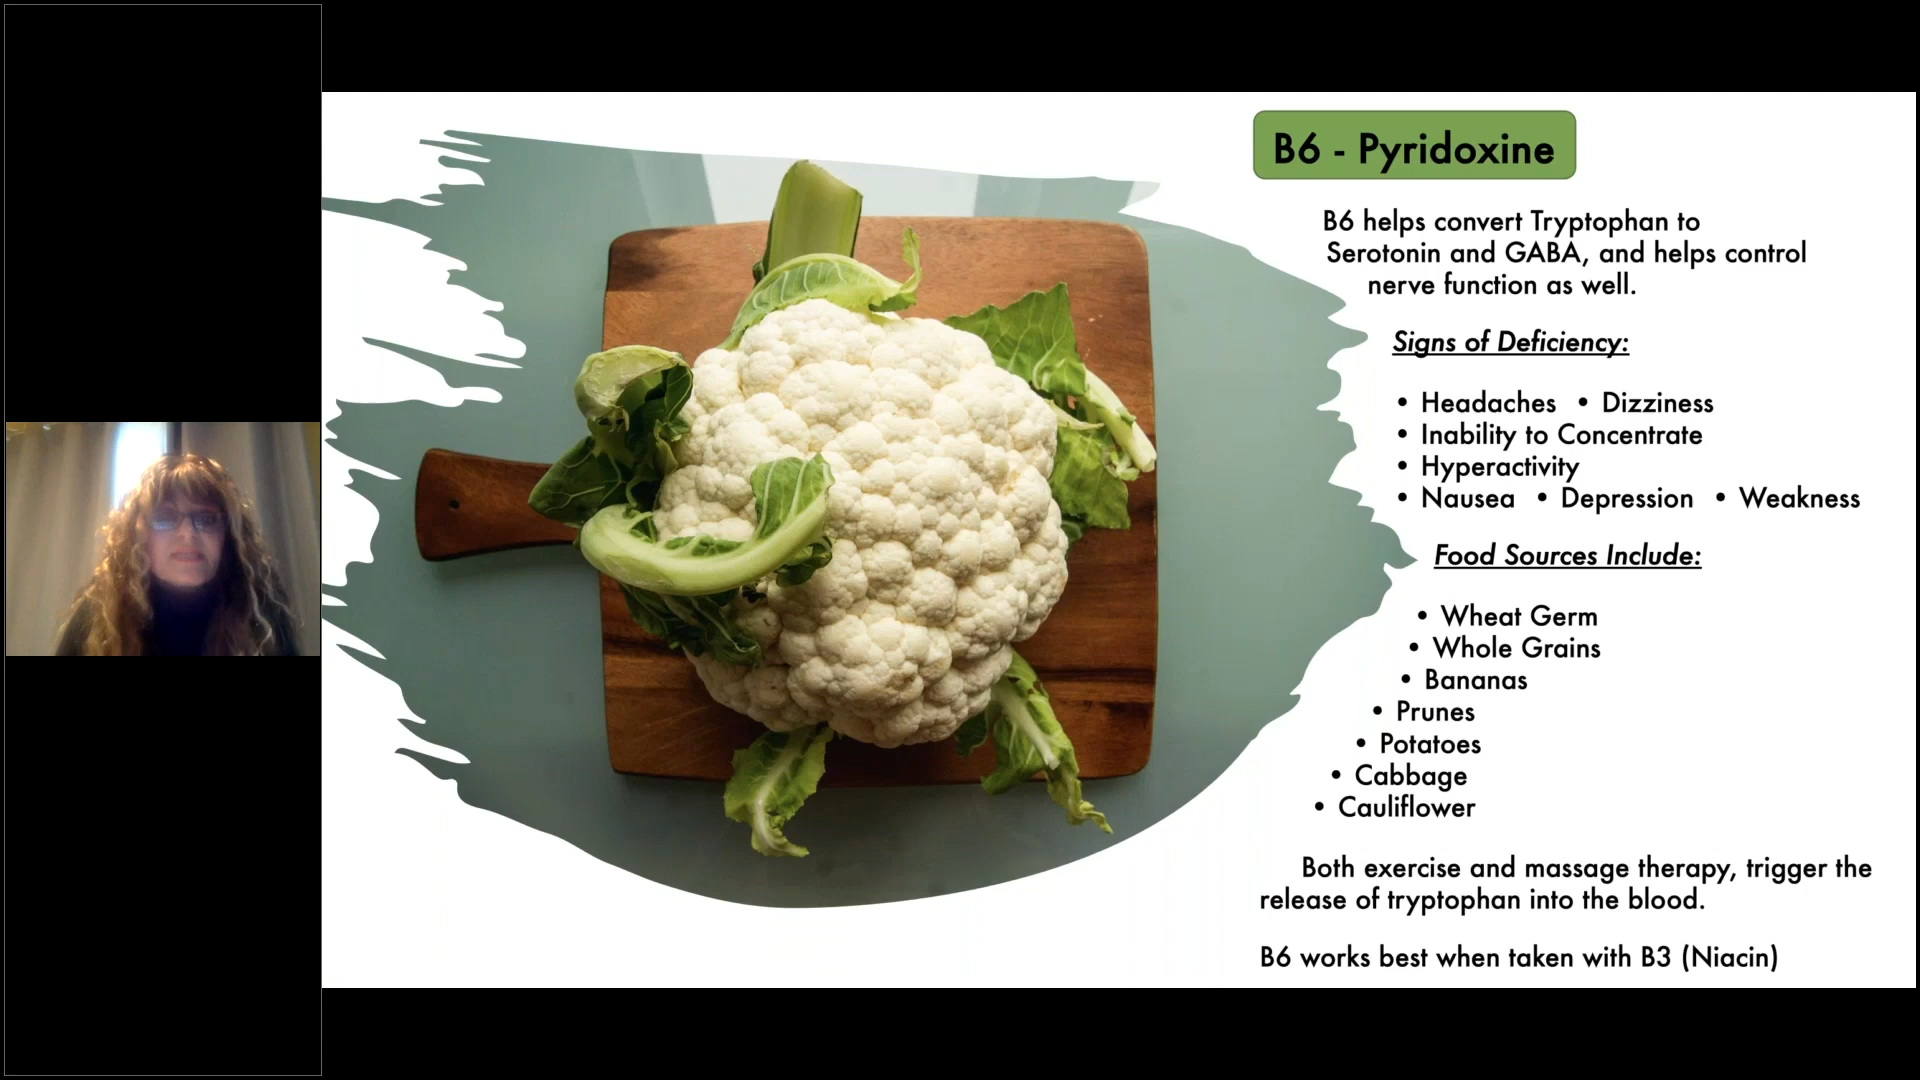 B6 - Pyridoxine
B6 helps convert Tryptophan to
Serotonin and GABA, and helps control
nerve function as well.
Signs of Deficiency:
• Headaches • Dizziness
• Inability to Concentrate
• Hyperactivity
• Nausea • Depression • Weakness
Food Sources Include:
• Wheat Germ
• Whole Grains
• Bananas
• Prunes
• Potatoes
• Cabbage
• Cauliflower
Both exercise and massage therapy, trigger the
release of tryptophan into the blood.
B6 works best when taken with B3 (Niacin)